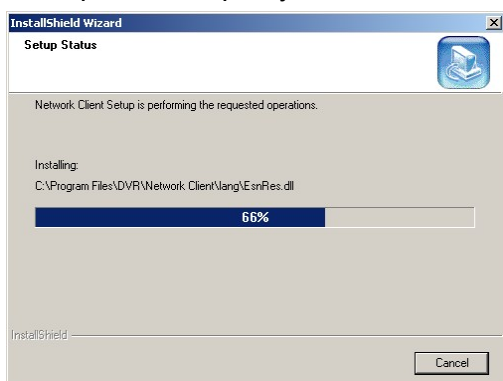 InstallShield Wizard
Setup Status
Network Client Setup is performing the requested operations.
Installing:
C:\Program Files\DVR\Network Client\lang\EsnRes.dll
66%
InstallShield
Cancel